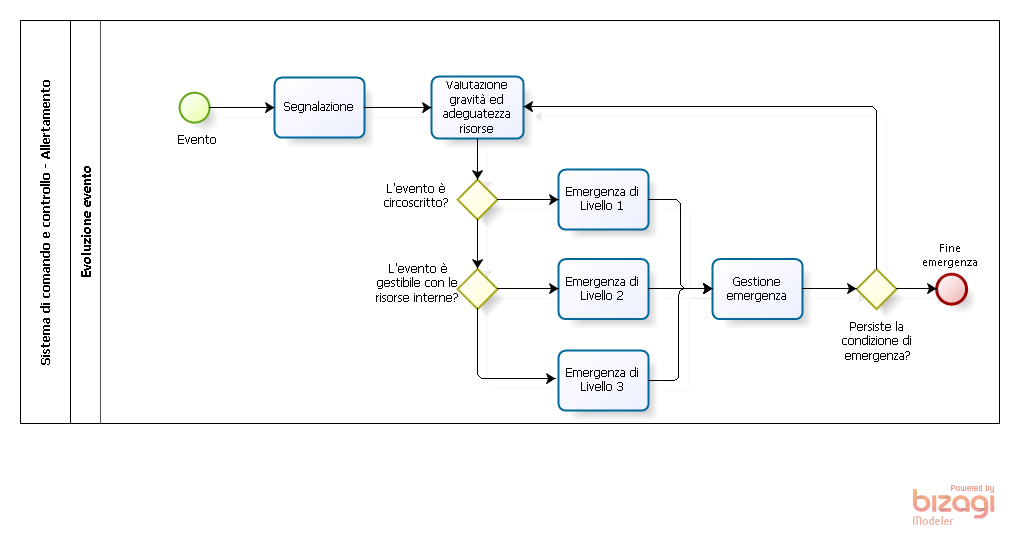 Sistema di comando e controllo - Allertamento
Evoluzione evento
Evento
Segnalazione
Valutazione
gravità ed
adeguatezza
risorse
L'evento è
circoscritto?
Emergenza di
Livello 1
L'evento è
gestibile con le
risorse interne?
Emergenza di
Livello 2
Emergenza di
Livello 3
Gestione
emergenza
Persiste la
condizione di
emergenza?
Fine
emergenza
Powered by
bizagi
Modeler